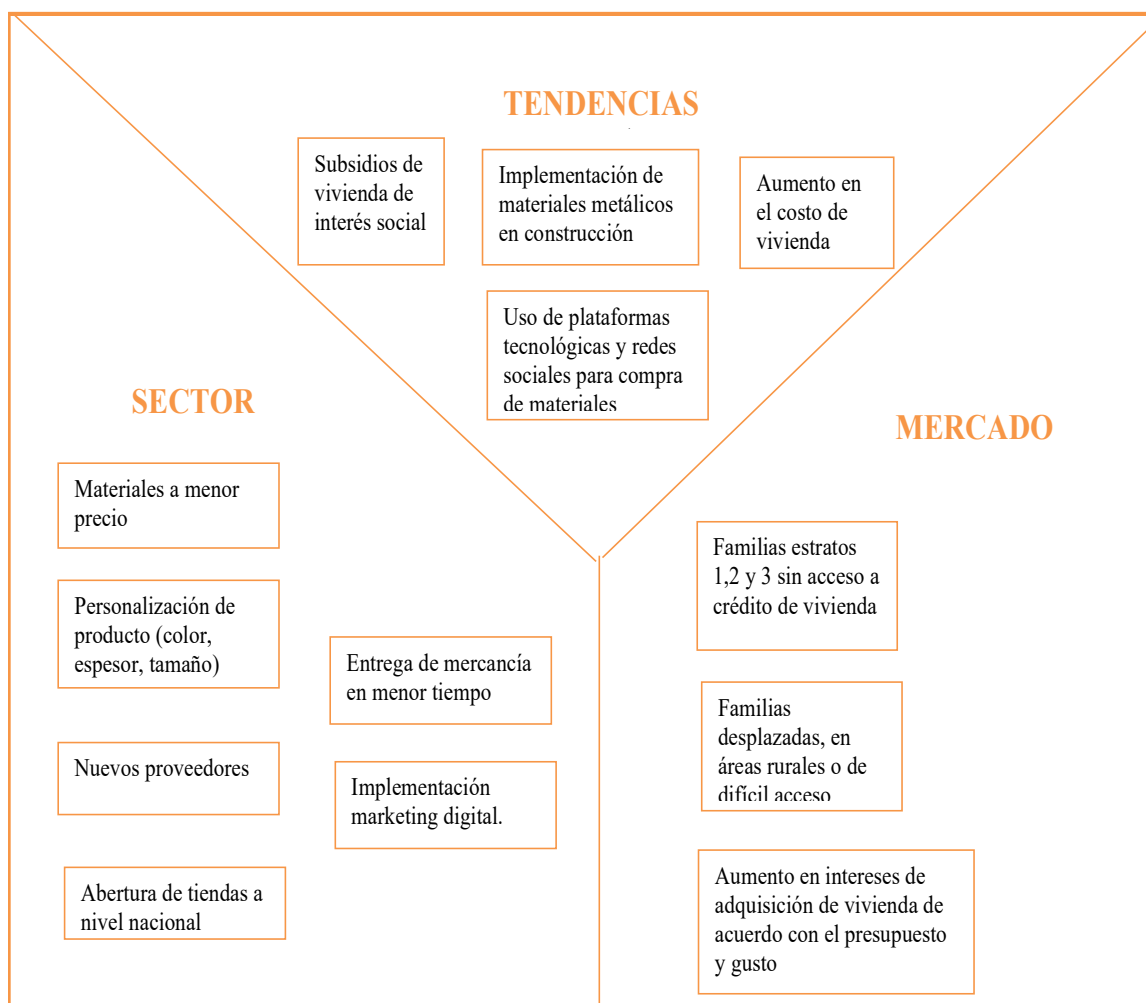 TENDENCIAS
Subsidios de
vivienda de
interés social
Implementación de
materiales metálicos
en construcción
Aumento en
el costo de
vivienda
Uso de plataformas
tecnológicas y redes
sociales para compra
de materiales
SECTOR
Materiales a menor
precio
Personalización de
producto (color,
espesor, tamaño)
Nuevos proveedores
Abertura de tiendas a
nivel nacional
Entrega de mercancía
en menor tiempo
Implementación
marketing digital.
MERCADO
Familias estratos
1,2 y 3 sin acceso a
crédito de vivienda
Familias
desplazadas, en
áreas rurales o de
difícil acceso
Aumento en intereses de
adquisición de vivienda de
acuerdo con el presupuesto
y gusto